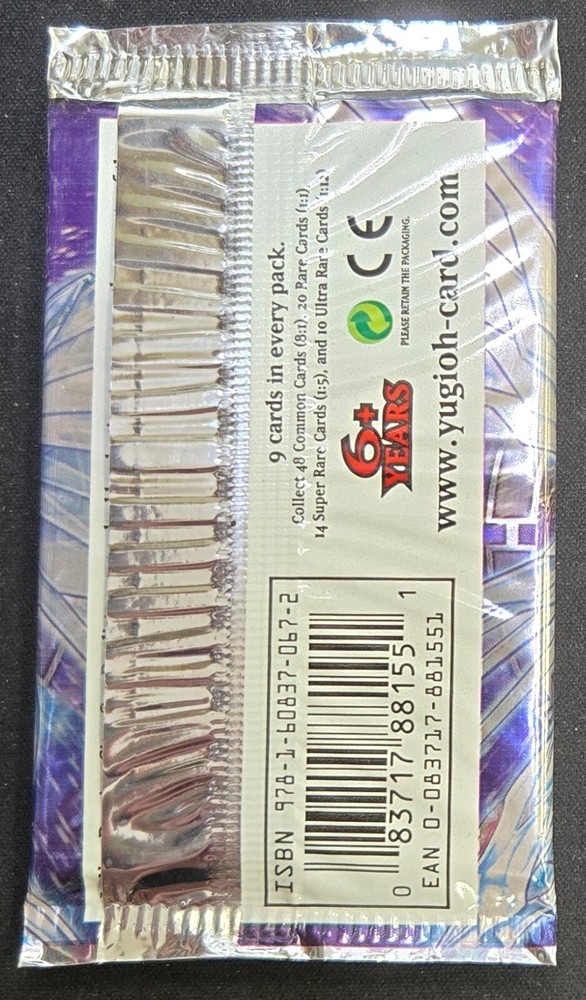 9 cards in every pack.
Collect 48 Common Cards (8:1), 20 Rare Cards (1:1),
14 Super Rare Cards (1:5), and 10 Ultra Rare Cards (1:12)
6+
YEARS
CE
PLEASE RETAIN THE PACKAGING.
www.yugioh-card.com
ISBN 978-1-60837-067-2
0 83717 88155 1
EAN 0-083717-881551